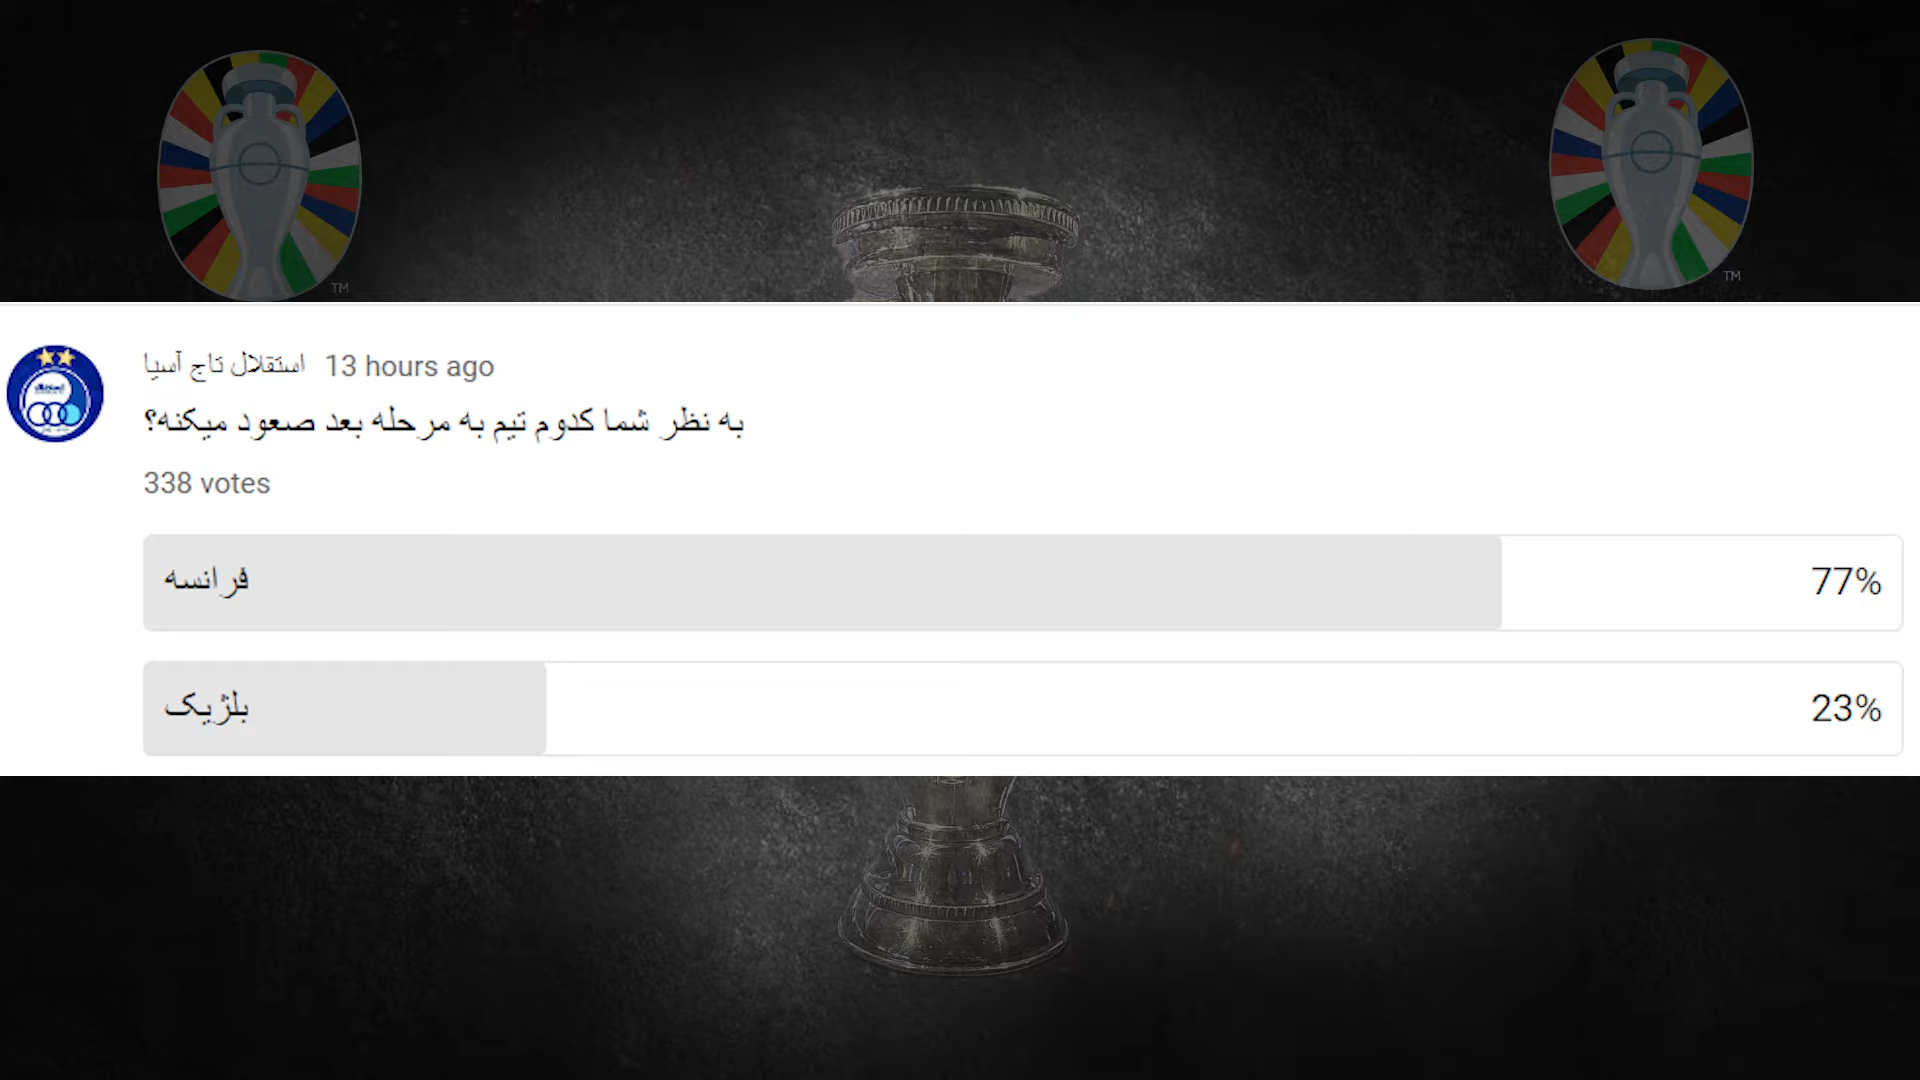 TM
TM
استقلال تاج آسیا 13 hours ago
به نظر شما کدوم تیم به مرحله بعد صعود میکنه؟
338 votes
فرانسه 77%
بلژیک 23%